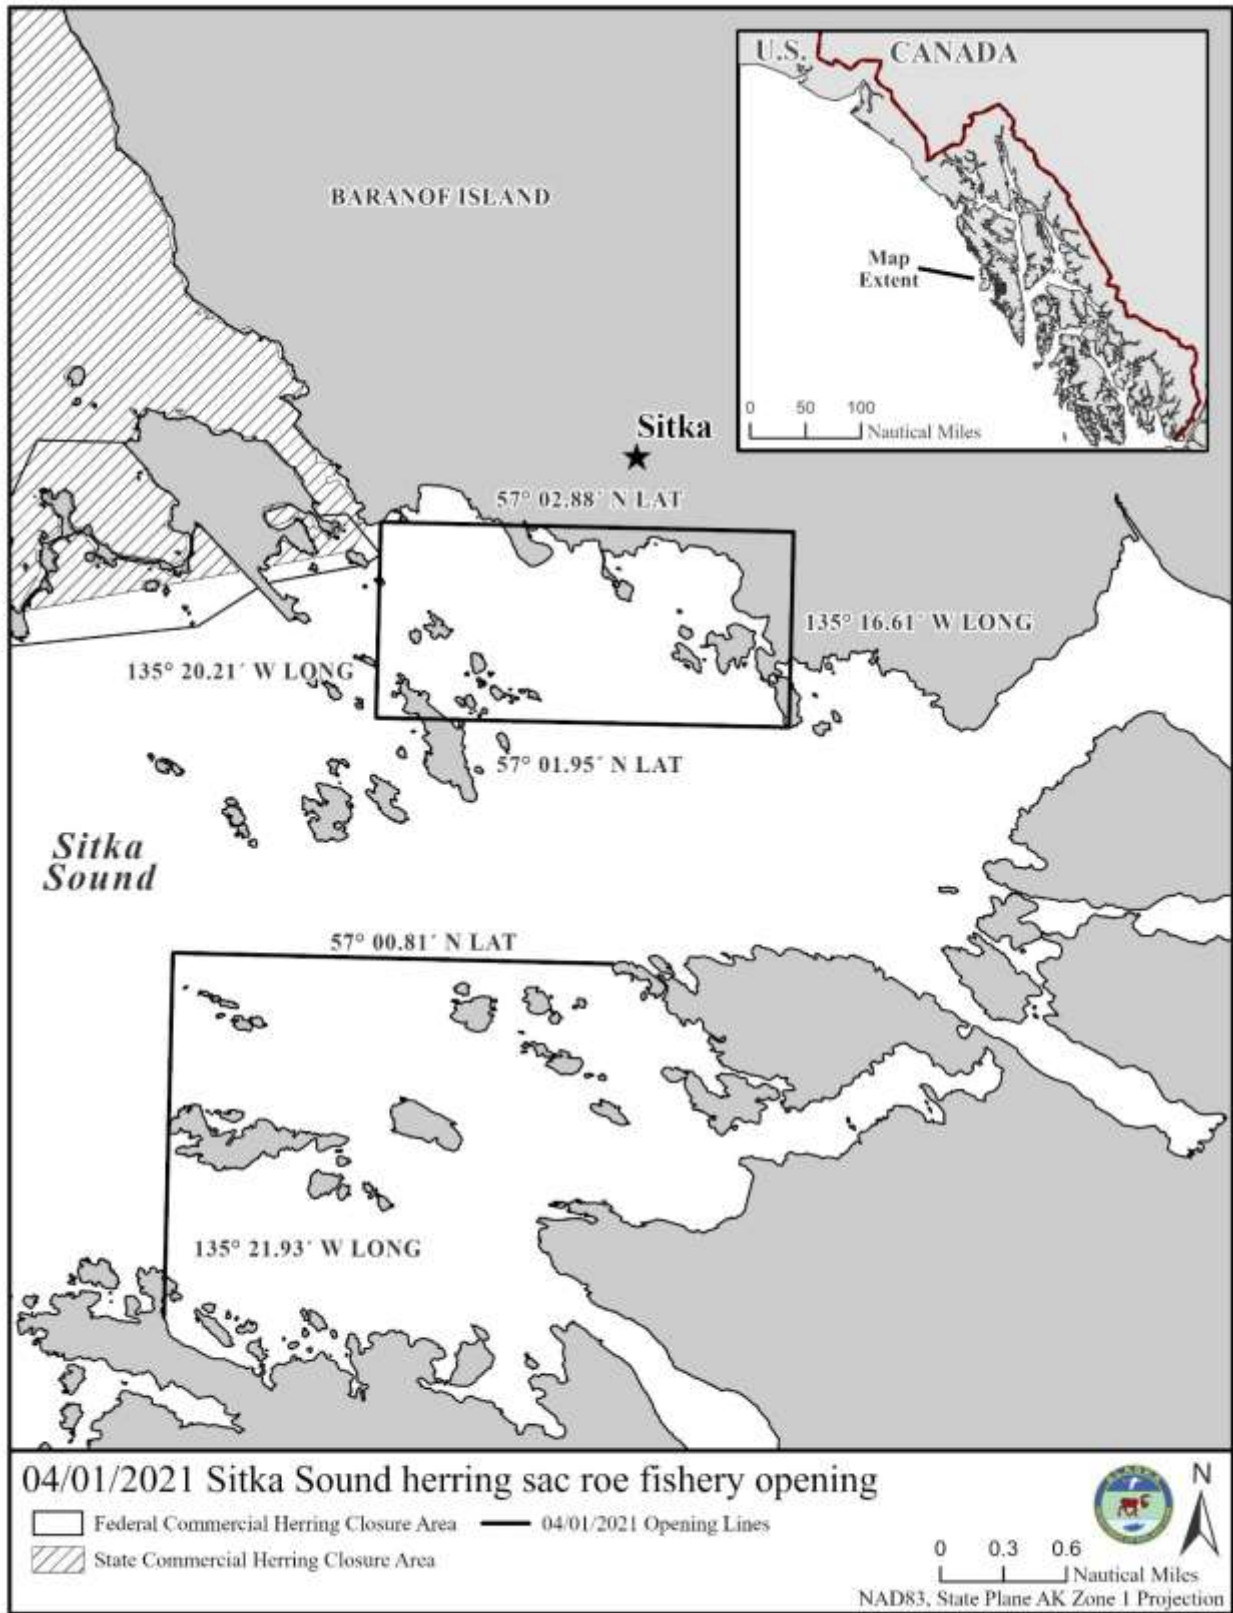 U.S.
CANADA
BARANOF ISLAND
Map
Extent
0 50 100
Nautical Miles
Sitka
57° 02.88´ N LAT
135° 16.61´ W LONG
135° 20.21´ W LONG
57° 01.95´ N LAT
Sitka
Sound
57° 00.81´ N LAT
135° 21.93´ W LONG
04/01/2021 Sitka Sound herring sac roe fishery opening
Federal Commercial Herring Closure Area
04/01/2021 Opening Lines
State Commercial Herring Closure Area
ALASKA
N
0 0.3 0.6
Nautical Miles
NAD83, State Plane AK Zone 1 Projection